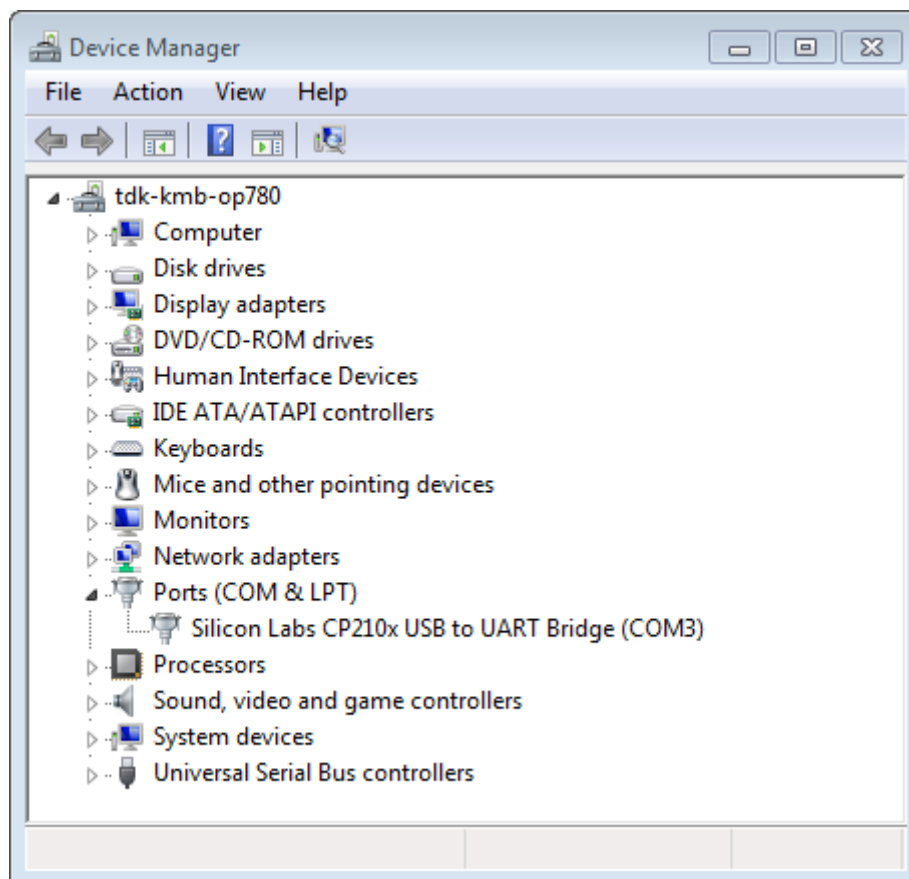 Device Manager
File Action View Help
tdk-kmb-op780
Computer
Disk drives
Display adapters
DVD/CD-ROM drives
Human Interface Devices
IDE ATA/ATAPI controllers
Keyboards
Mice and other pointing devices
Monitors
Network adapters
Ports (COM & LPT)
Silicon Labs CP210x USB to UART Bridge (COM3)
Processors
Sound, video and game controllers
System devices
Universal Serial Bus controllers